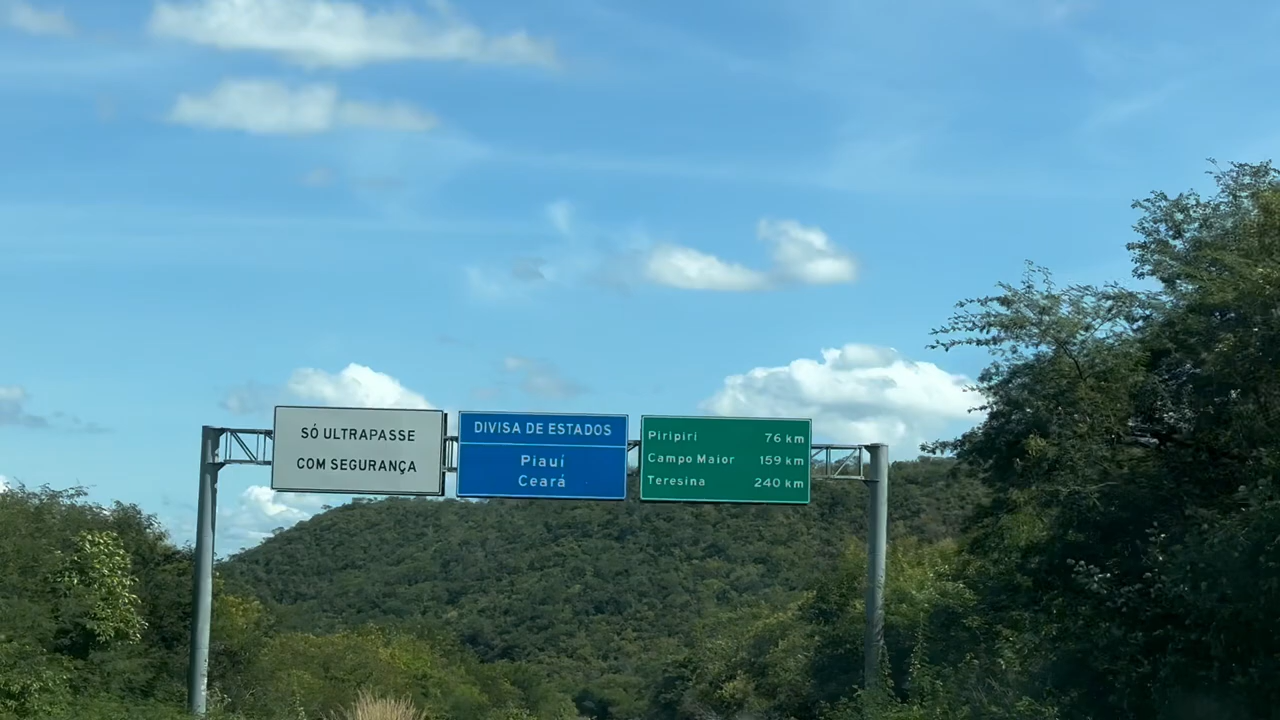 SÓ ULTRAPASSE
COM SEGURANÇA
DIVISA DE ESTADOS
Piauí
Ceará
Piripiri 76 km
Campo Maior 159 km
Teresina 240 km